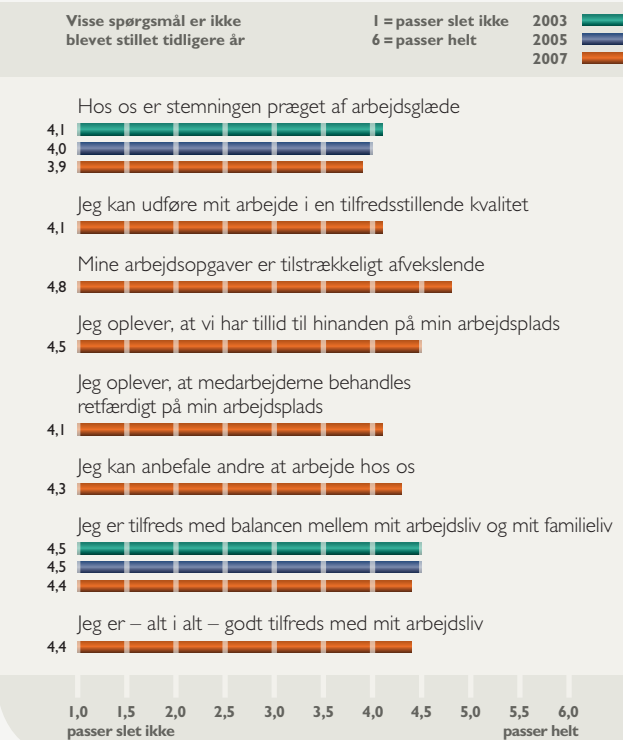 Visse spørgsmål er ikke
blevet stillet tidligere år
1 = passer slet ikke
6 = passer helt
2003
2005
2007
Hos os er stemningen præget af arbejdsglæde
4,1
4,0
3,9
Jeg kan udføre mit arbejde i en tilfredsstillende kvalitet
4,1
Mine arbejdsopgaver er tilstrækkeligt afvekslende
4,8
Jeg oplever, at vi har tillid til hinanden på min arbejdsplads
4,5
Jeg oplever, at medarbejderne behandles
retfærdigt på min arbejdsplads
4,1
Jeg kan anbefale andre at arbejde hos os
4,3
Jeg er tilfreds med balancen mellem mit arbejdsliv og mit familieliv
4,5
4,5
4,4
Jeg er – alt i alt – godt tilfreds med mit arbejdsliv
4,4
1,0 1,5 2,0 2,5 3,0 3,5 4,0 4,5 5,0 5,5 6,0
passer slet ikke passer helt